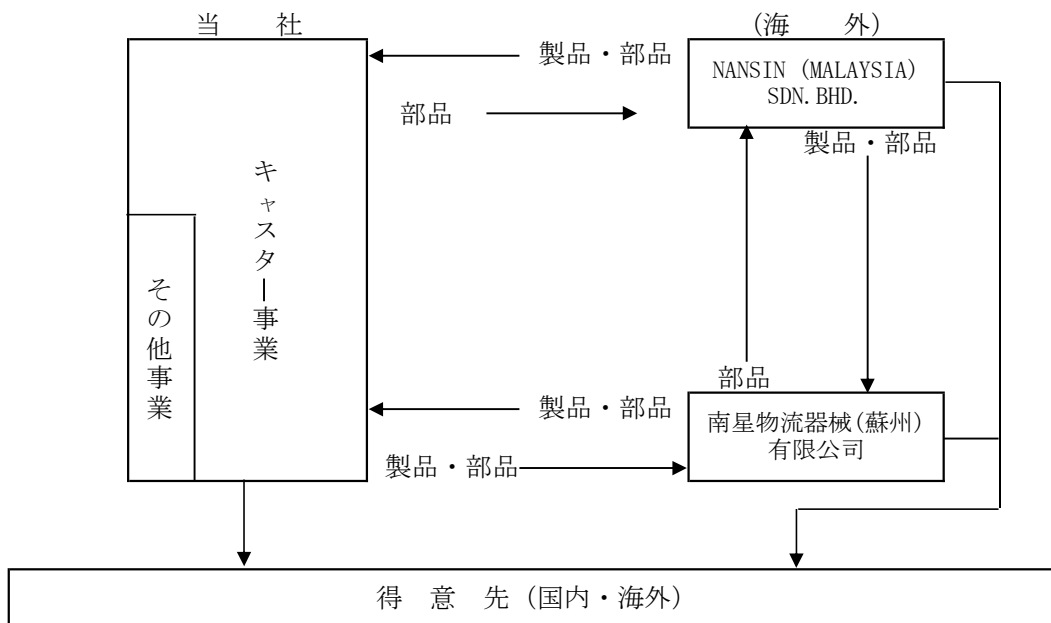 当　　社
(海　　外)
製品・部品
NANSIN (MALAYSIA)
SDN.BHD.
部品
製品・部品
キャスター事業
その他事業
部品
製品・部品
南星物流器械(蘇州)
有限公司
製品・部品
得　意　先 (国内・海外)